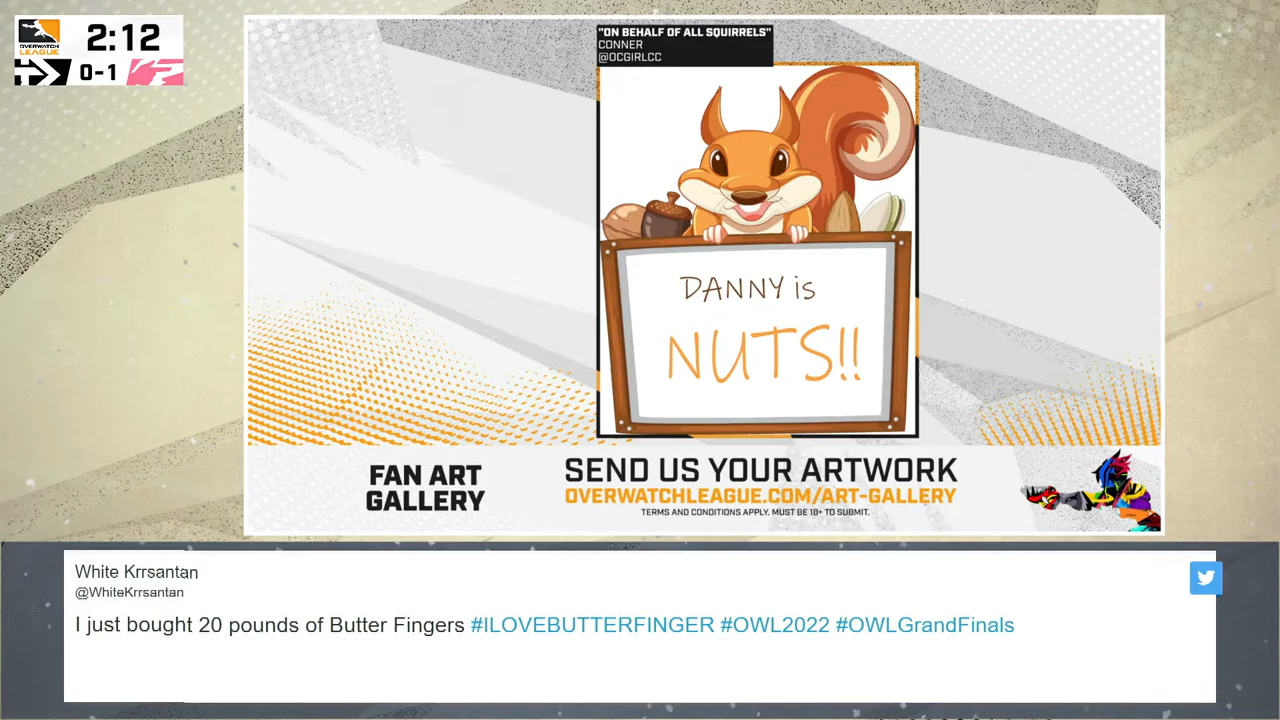 OVERWATCH
LEAGUE
2:12
0-1
"ON BEHALF OF ALL SQUIRRELS"
CONNER
@OCGIRLCC
DANNY is
NUTS!!
FAN ART
GALLERY
SEND US YOUR ARTWORK
OVERWATCHLEAGUE.COM/ART-GALLERY
TERMS AND CONDITIONS APPLY. MUST BE 18+ TO SUBMIT.
White Krrsantan
@WhiteKrrsantan
I just bought 20 pounds of Butter Fingers #ILOVEBUTTERFINGER #OWL2022 #OWLGrandFinals